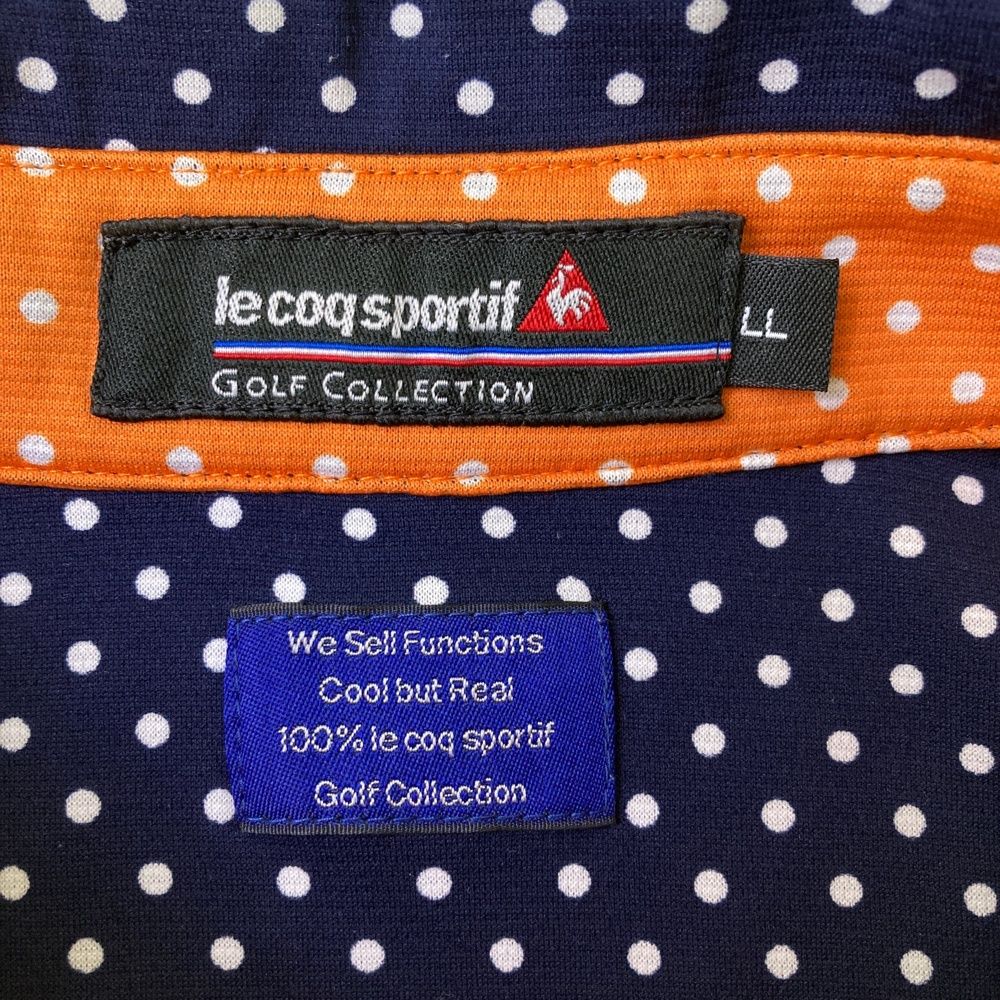 le coq sportif
GOLF COLLECTION
LL
We Sell Functions
Cool but Real
100% le coq sportif
Golf Collection